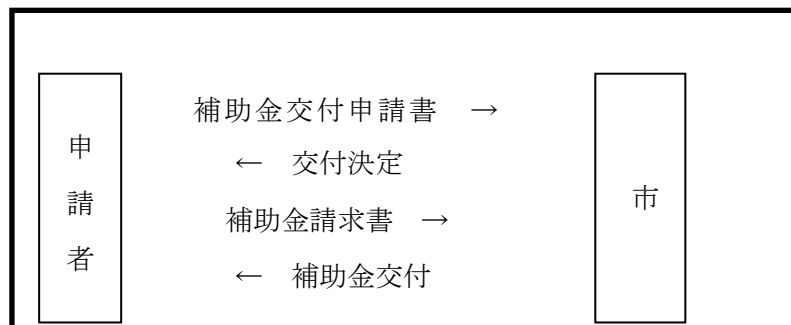 申請者
補助金交付申請書 →
← 交付決定
補助金請求書 →
← 補助金交付
市